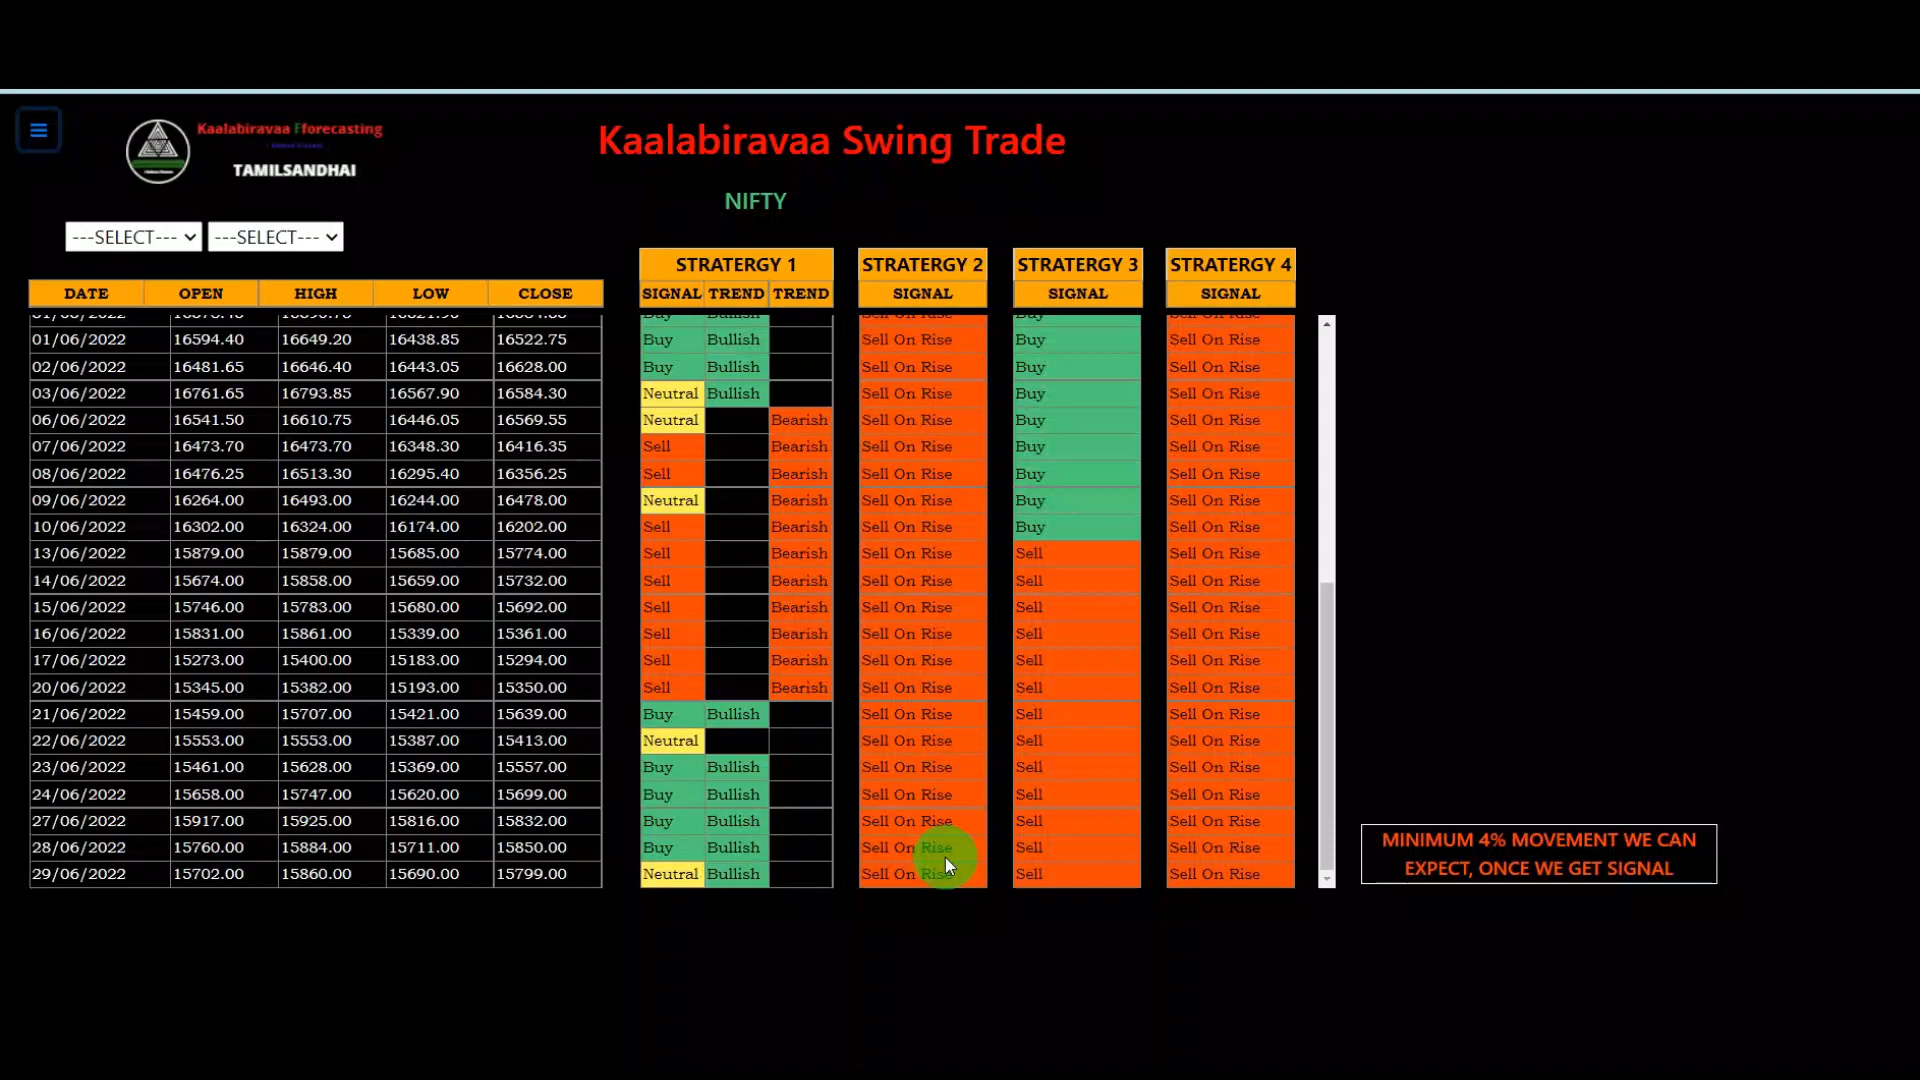 Kaalabiravaa Fforecasting
TAMILSANDHAI
Kaalabiravaa Swing Trade
NIFTY
---SELECT--- ---SELECT---
STRATERGY 1 STRATERGY 2 STRATERGY 3 STRATERGY 4
DATE OPEN HIGH LOW CLOSE SIGNAL TREND TREND SIGNAL SIGNAL SIGNAL
01/06/2022 16594.40 16649.20 16438.85 16522.75 Buy Bullish Sell On Rise Buy Sell On Rise
02/06/2022 16481.65 16646.40 16443.05 16628.00 Buy Bullish Sell On Rise Buy Sell On Rise
03/06/2022 16761.65 16793.85 16567.90 16584.30 Neutral Bullish Sell On Rise Buy Sell On Rise
06/06/2022 16541.50 16610.75 16446.05 16569.55 Neutral Bearish Sell On Rise Buy Sell On Rise
07/06/2022 16473.70 16473.70 16348.30 16416.35 Sell Bearish Sell On Rise Buy Sell On Rise
08/06/2022 16476.25 16513.30 16295.40 16356.25 Sell Bearish Sell On Rise Buy Sell On Rise
09/06/2022 16264.00 16493.00 16244.00 16478.00 Neutral Bearish Sell On Rise Buy Sell On Rise
10/06/2022 16302.00 16324.00 16174.00 16202.00 Sell Bearish Sell On Rise Buy Sell On Rise
13/06/2022 15879.00 15879.00 15685.00 15774.00 Sell Bearish Sell On Rise Sell Sell On Rise
14/06/2022 15674.00 15858.00 15659.00 15732.00 Sell Bearish Sell On Rise Sell Sell On Rise
15/06/2022 15746.00 15783.00 15680.00 15692.00 Sell Bearish Sell On Rise Sell Sell On Rise
16/06/2022 15831.00 15861.00 15339.00 15361.00 Sell Bearish Sell On Rise Sell Sell On Rise
17/06/2022 15273.00 15400.00 15183.00 15294.00 Sell Bearish Sell On Rise Sell Sell On Rise
20/06/2022 15345.00 15382.00 15193.00 15350.00 Sell Bearish Sell On Rise Sell Sell On Rise
21/06/2022 15459.00 15707.00 15421.00 15639.00 Buy Bullish Sell On Rise Sell Sell On Rise
22/06/2022 15553.00 15553.00 15387.00 15413.00 Neutral Sell On Rise Sell Sell On Rise
23/06/2022 15461.00 15628.00 15369.00 15557.00 Buy Bullish Sell On Rise Sell Sell On Rise
24/06/2022 15658.00 15747.00 15620.00 15699.00 Buy Bullish Sell On Rise Sell Sell On Rise
27/06/2022 15917.00 15925.00 15816.00 15832.00 Buy Bullish Sell On Rise Sell Sell On Rise
28/06/2022 15760.00 15884.00 15711.00 15850.00 Buy Bullish Sell On Rise Sell Sell On Rise
29/06/2022 15702.00 15860.00 15690.00 15799.00 Neutral Bullish Sell On Rise Sell Sell On Rise
MINIMUM 4% MOVEMENT WE CAN
EXPECT, ONCE WE GET SIGNAL